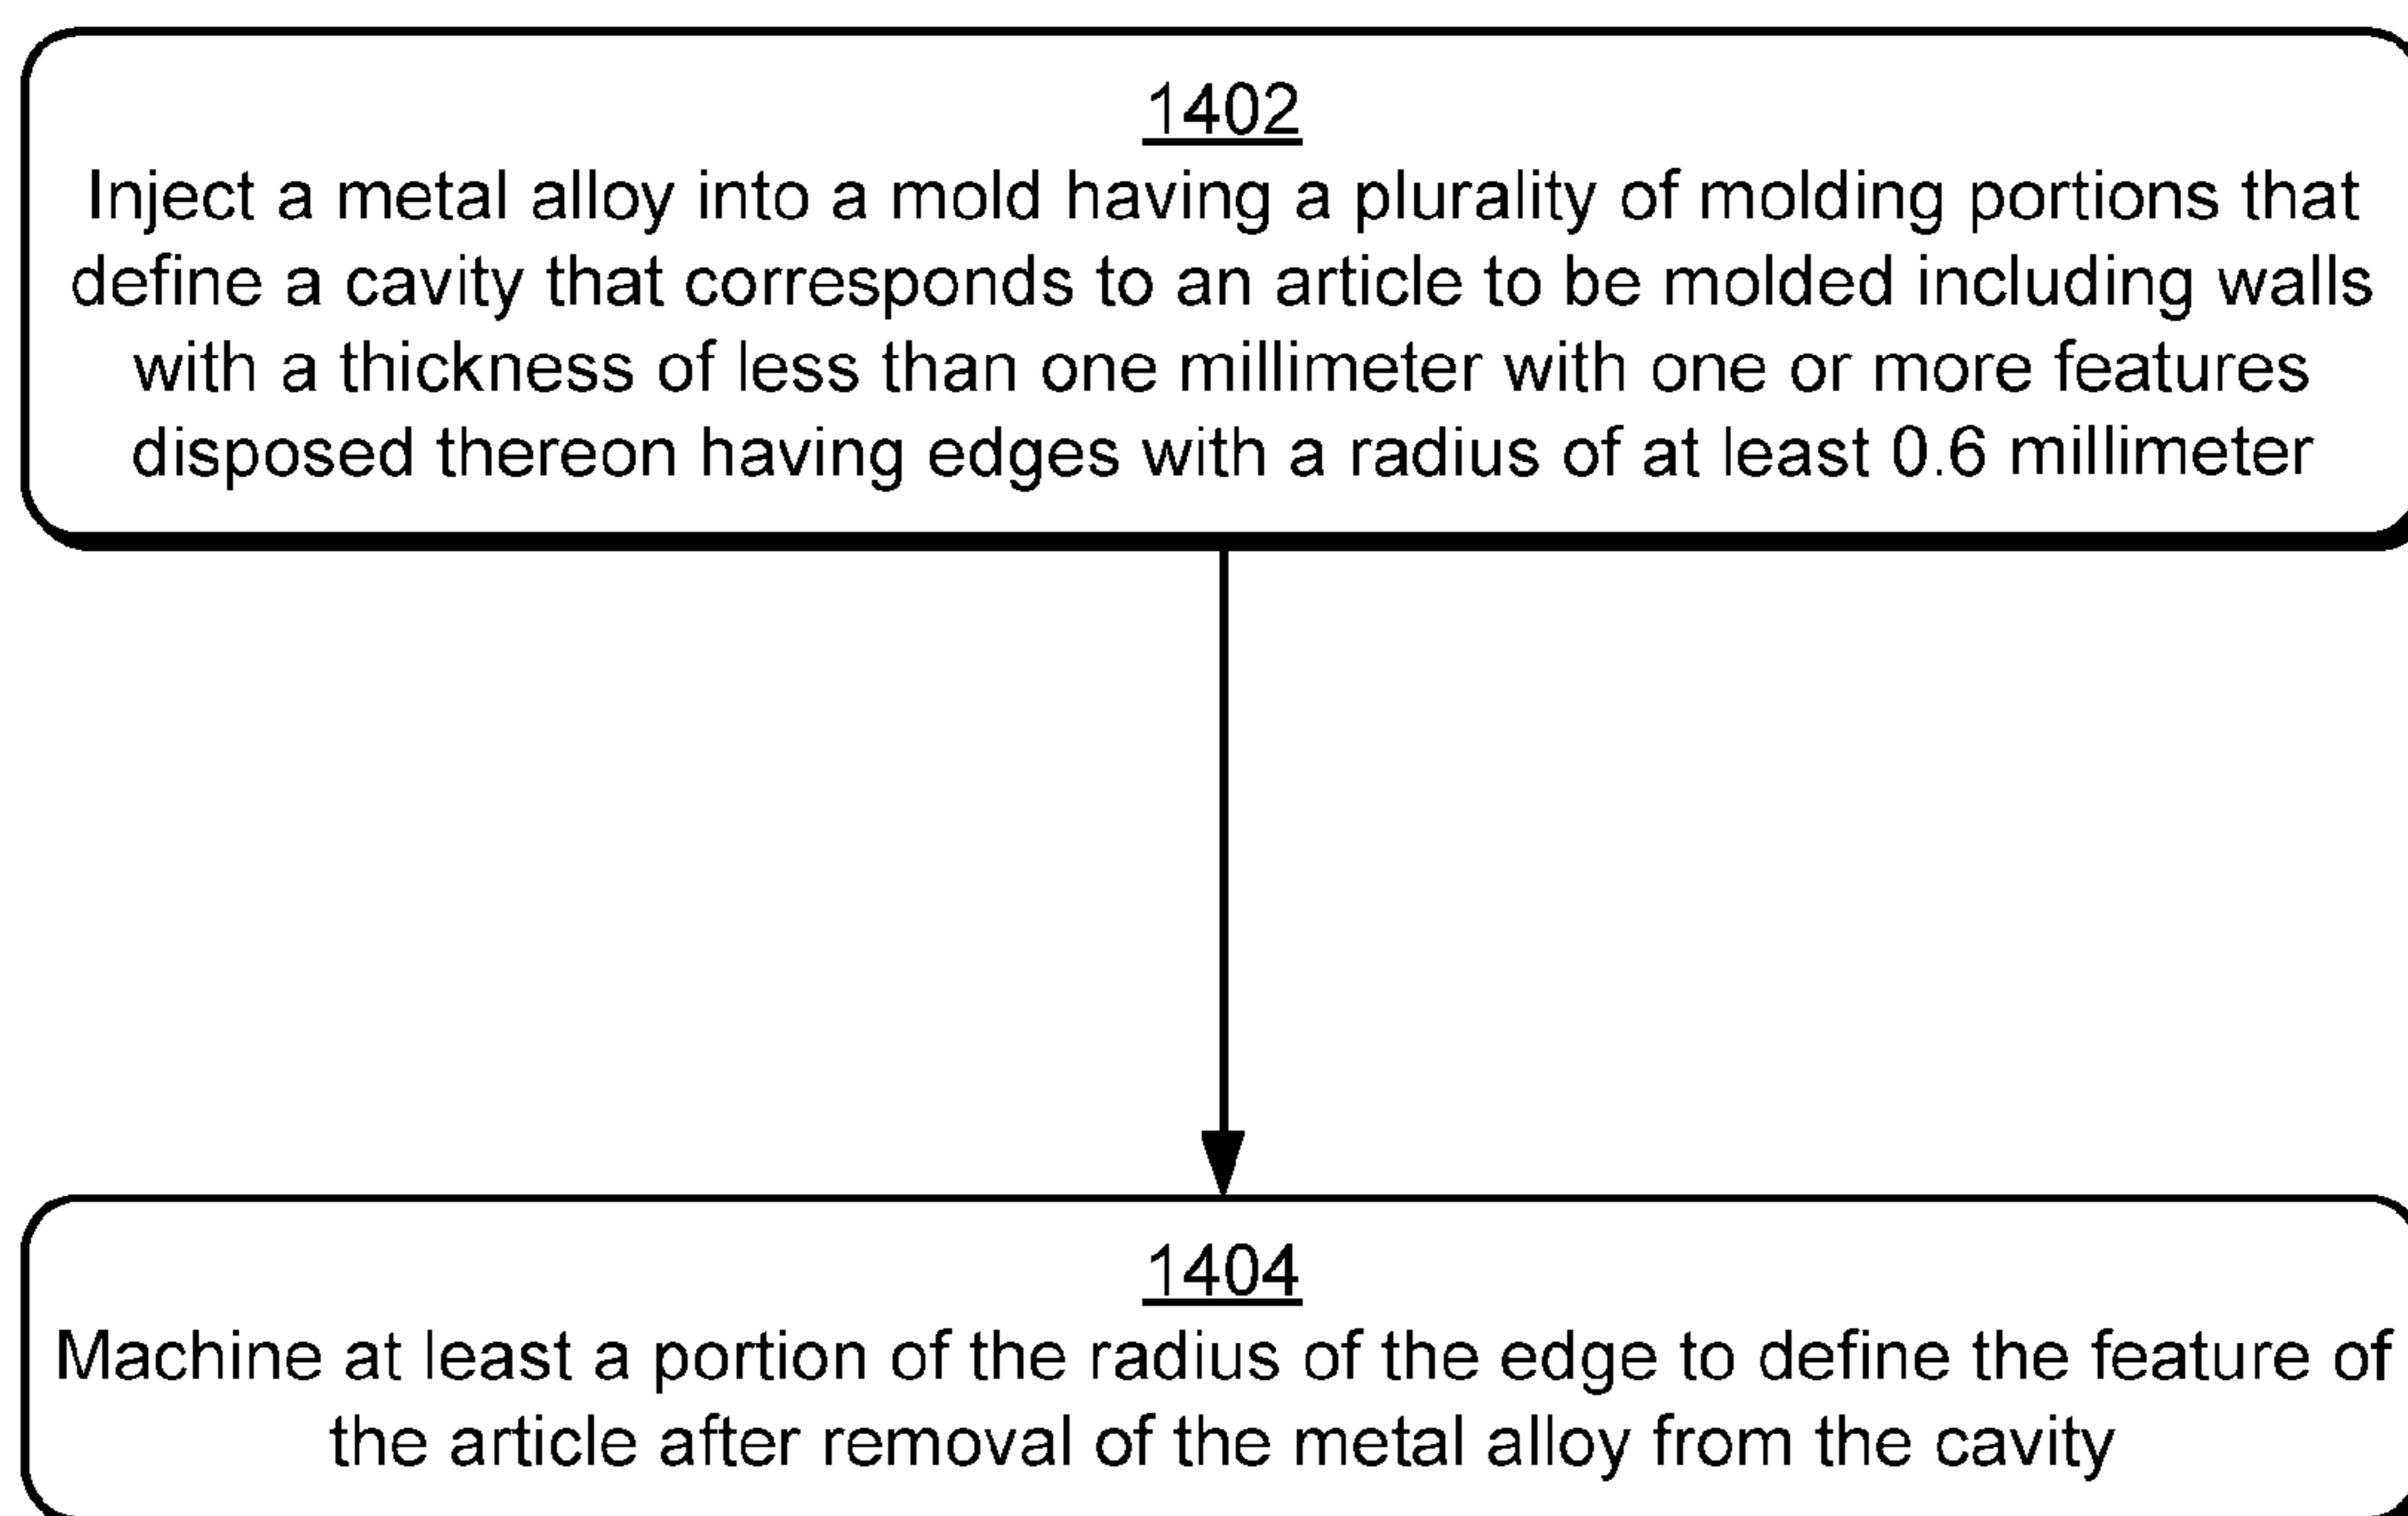 1402
Inject a metal alloy into a mold having a plurality of molding portions that
define a cavity that corresponds to an article to be molded including walls
with a thickness of less than one millimeter with one or more features
disposed thereon having edges with a radius of at least 0.6 millimeter
1404
Machine at least a portion of the radius of the edge to define the feature of
the article after removal of the metal alloy from the cavity